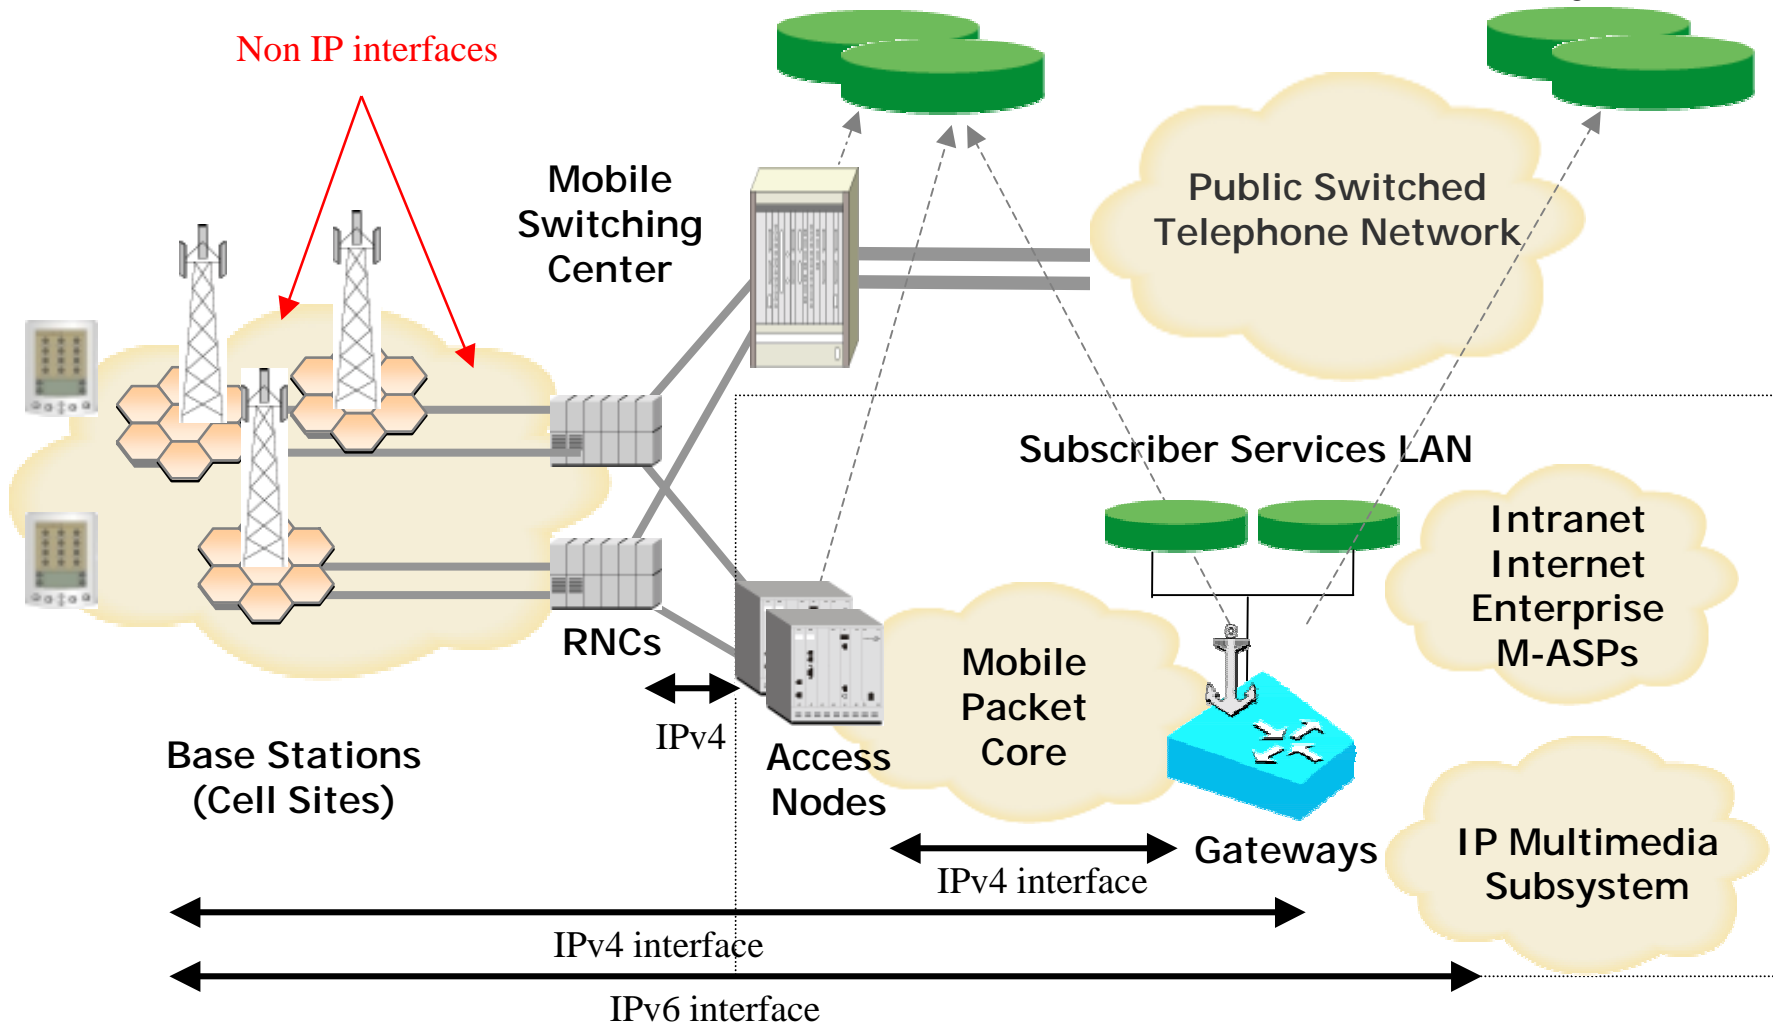 Non IP interfaces
Mobile
Switching
Center
Public Switched
Telephone Network
Subscriber Services LAN
Intranet
Internet
Enterprise
M-ASPs
RNCs
Mobile
Packet
Core
IPv4
Base Stations
(Cell Sites)
Access
Nodes
Gateways
IP Multimedia
Subsystem
IPv4 interface
IPv4 interface
IPv6 interface